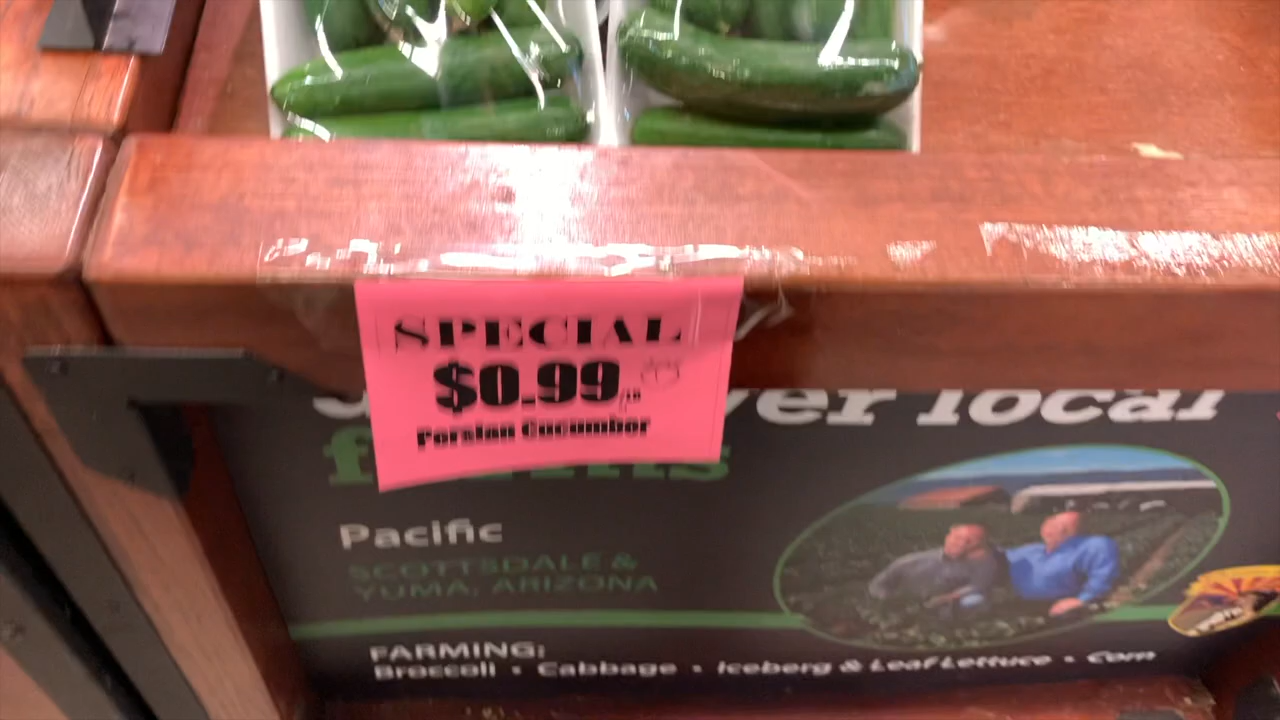 SPECIAL
$0.99
Persian Cucumber
ver local
Pacific
SCOTTSDALE &
YUMA, ARIZONA
FARMING:
Broccoli • Cabbage • Iceberg & Leaf Lettuce • Corn